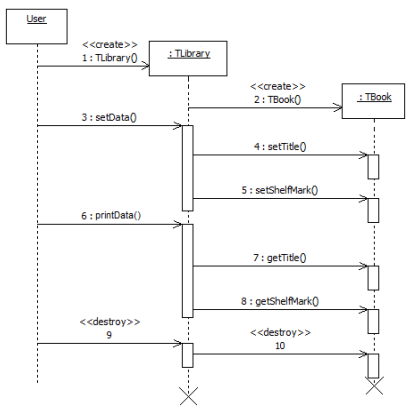 User
<<create>>
1 : TLibrary()
: TLibrary
<<create>>
2 : TBook()
: TBook
3 : setData()
4 : setTitle()
5 : setShelfMark()
6 : printData()
7 : getTitle()
8 : getShelfMark()
<<destroy>>
9
<<destroy>>
10